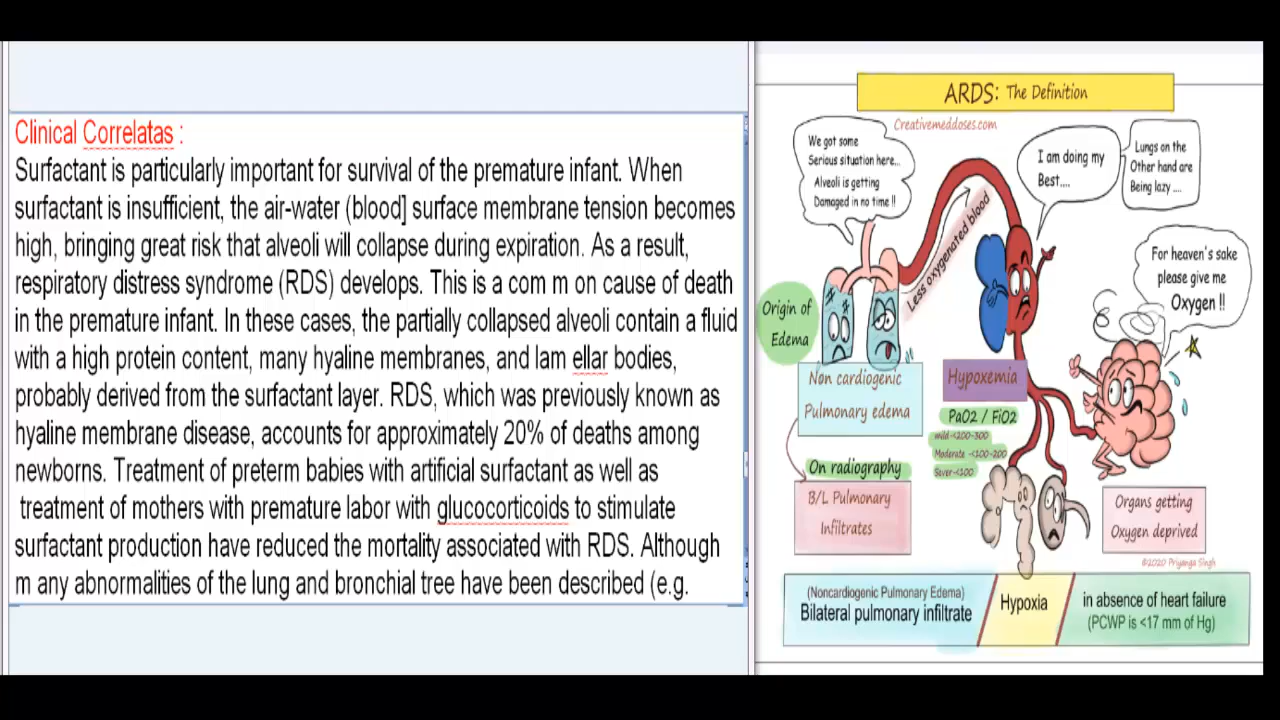 Clinical Correlatas :
Surfactant is particularly important for survival of the premature infant. When
surfactant is insufficient, the air-water (blood] surface membrane tension becomes
high, bringing great risk that alveoli will collapse during expiration. As a result,
respiratory distress syndrome (RDS) develops. This is a com m on cause of death
in the premature infant. In these cases, the partially collapsed alveoli contain a fluid
with a high protein content, many hyaline membranes, and lam ellar bodies,
probably derived from the surfactant layer. RDS, which was previously known as
hyaline membrane disease, accounts for approximately 20% of deaths among
newborns. Treatment of preterm babies with artificial surfactant as well as
treatment of mothers with premature labor with glucocorticoids to stimulate
surfactant production have reduced the mortality associated with RDS. Although
m any abnormalities of the lung and bronchial tree have been described (e.g.
ARDS: The Definition
Creativemeddoses.com
We got some
Serious situation here...
Alveoli is getting
Damaged in no time !!
I am doing my
Best....
Lungs on the
Other hand are
Being lazy ....
For heaven's sake
please give me
Oxygen !!
Less oxygenated blood
Origin of
Edema
Non cardiogenic
Pulmonary edema
Hypoxemia
PaO2 / FiO2
mild-<200-300
Moderate -<100-200
Sever-<100
On radiography
B/L Pulmonary
Infiltrates
Organs getting
Oxygen deprived
©2020 Priyanga Singh
(Noncardiogenic Pulmonary Edema)
Bilateral pulmonary infiltrate
Hypoxia
in absence of heart failure
(PCWP is <17 mm of Hg)